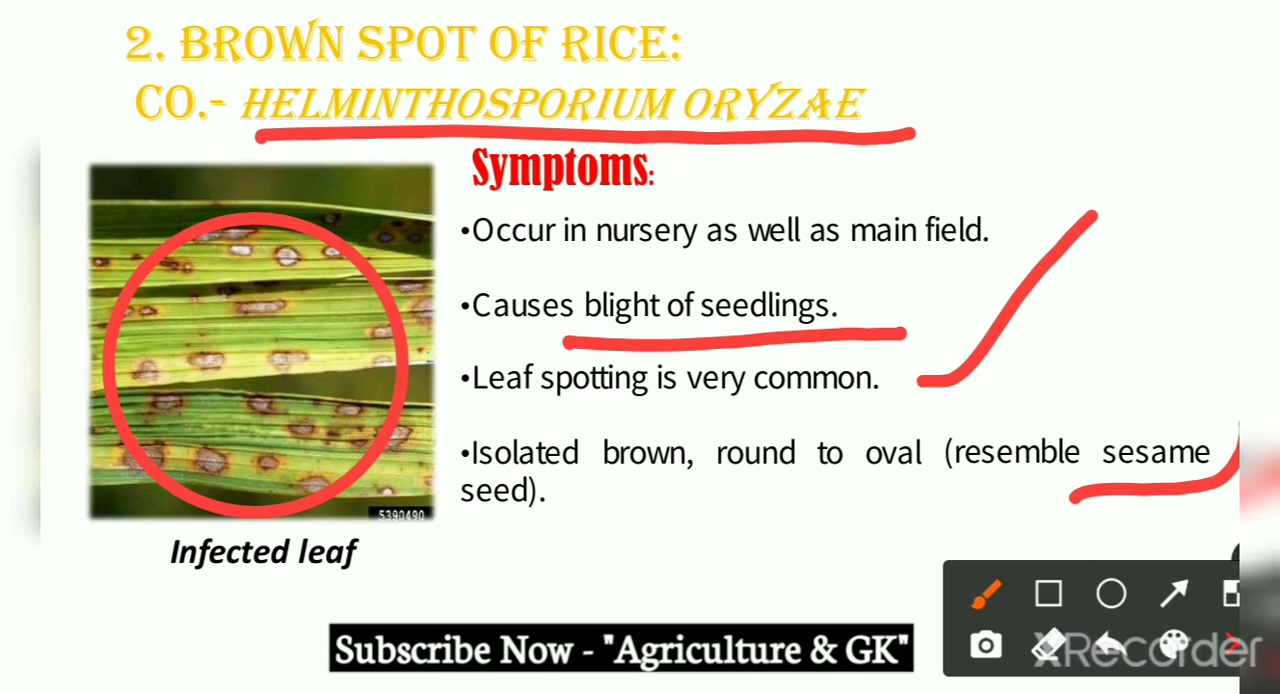 2. BROWN SPOT OF RICE:
CO.- HELMINTHOSPORIUM ORYZAE
Symptoms:
•Occur in nursery as well as main field.
•Causes blight of seedlings.
•Leaf spotting is very common.
•Isolated brown, round to oval (resemble sesame
seed).
5390490
Infected leaf
Subscribe Now - "Agriculture & GK"
XRecorder